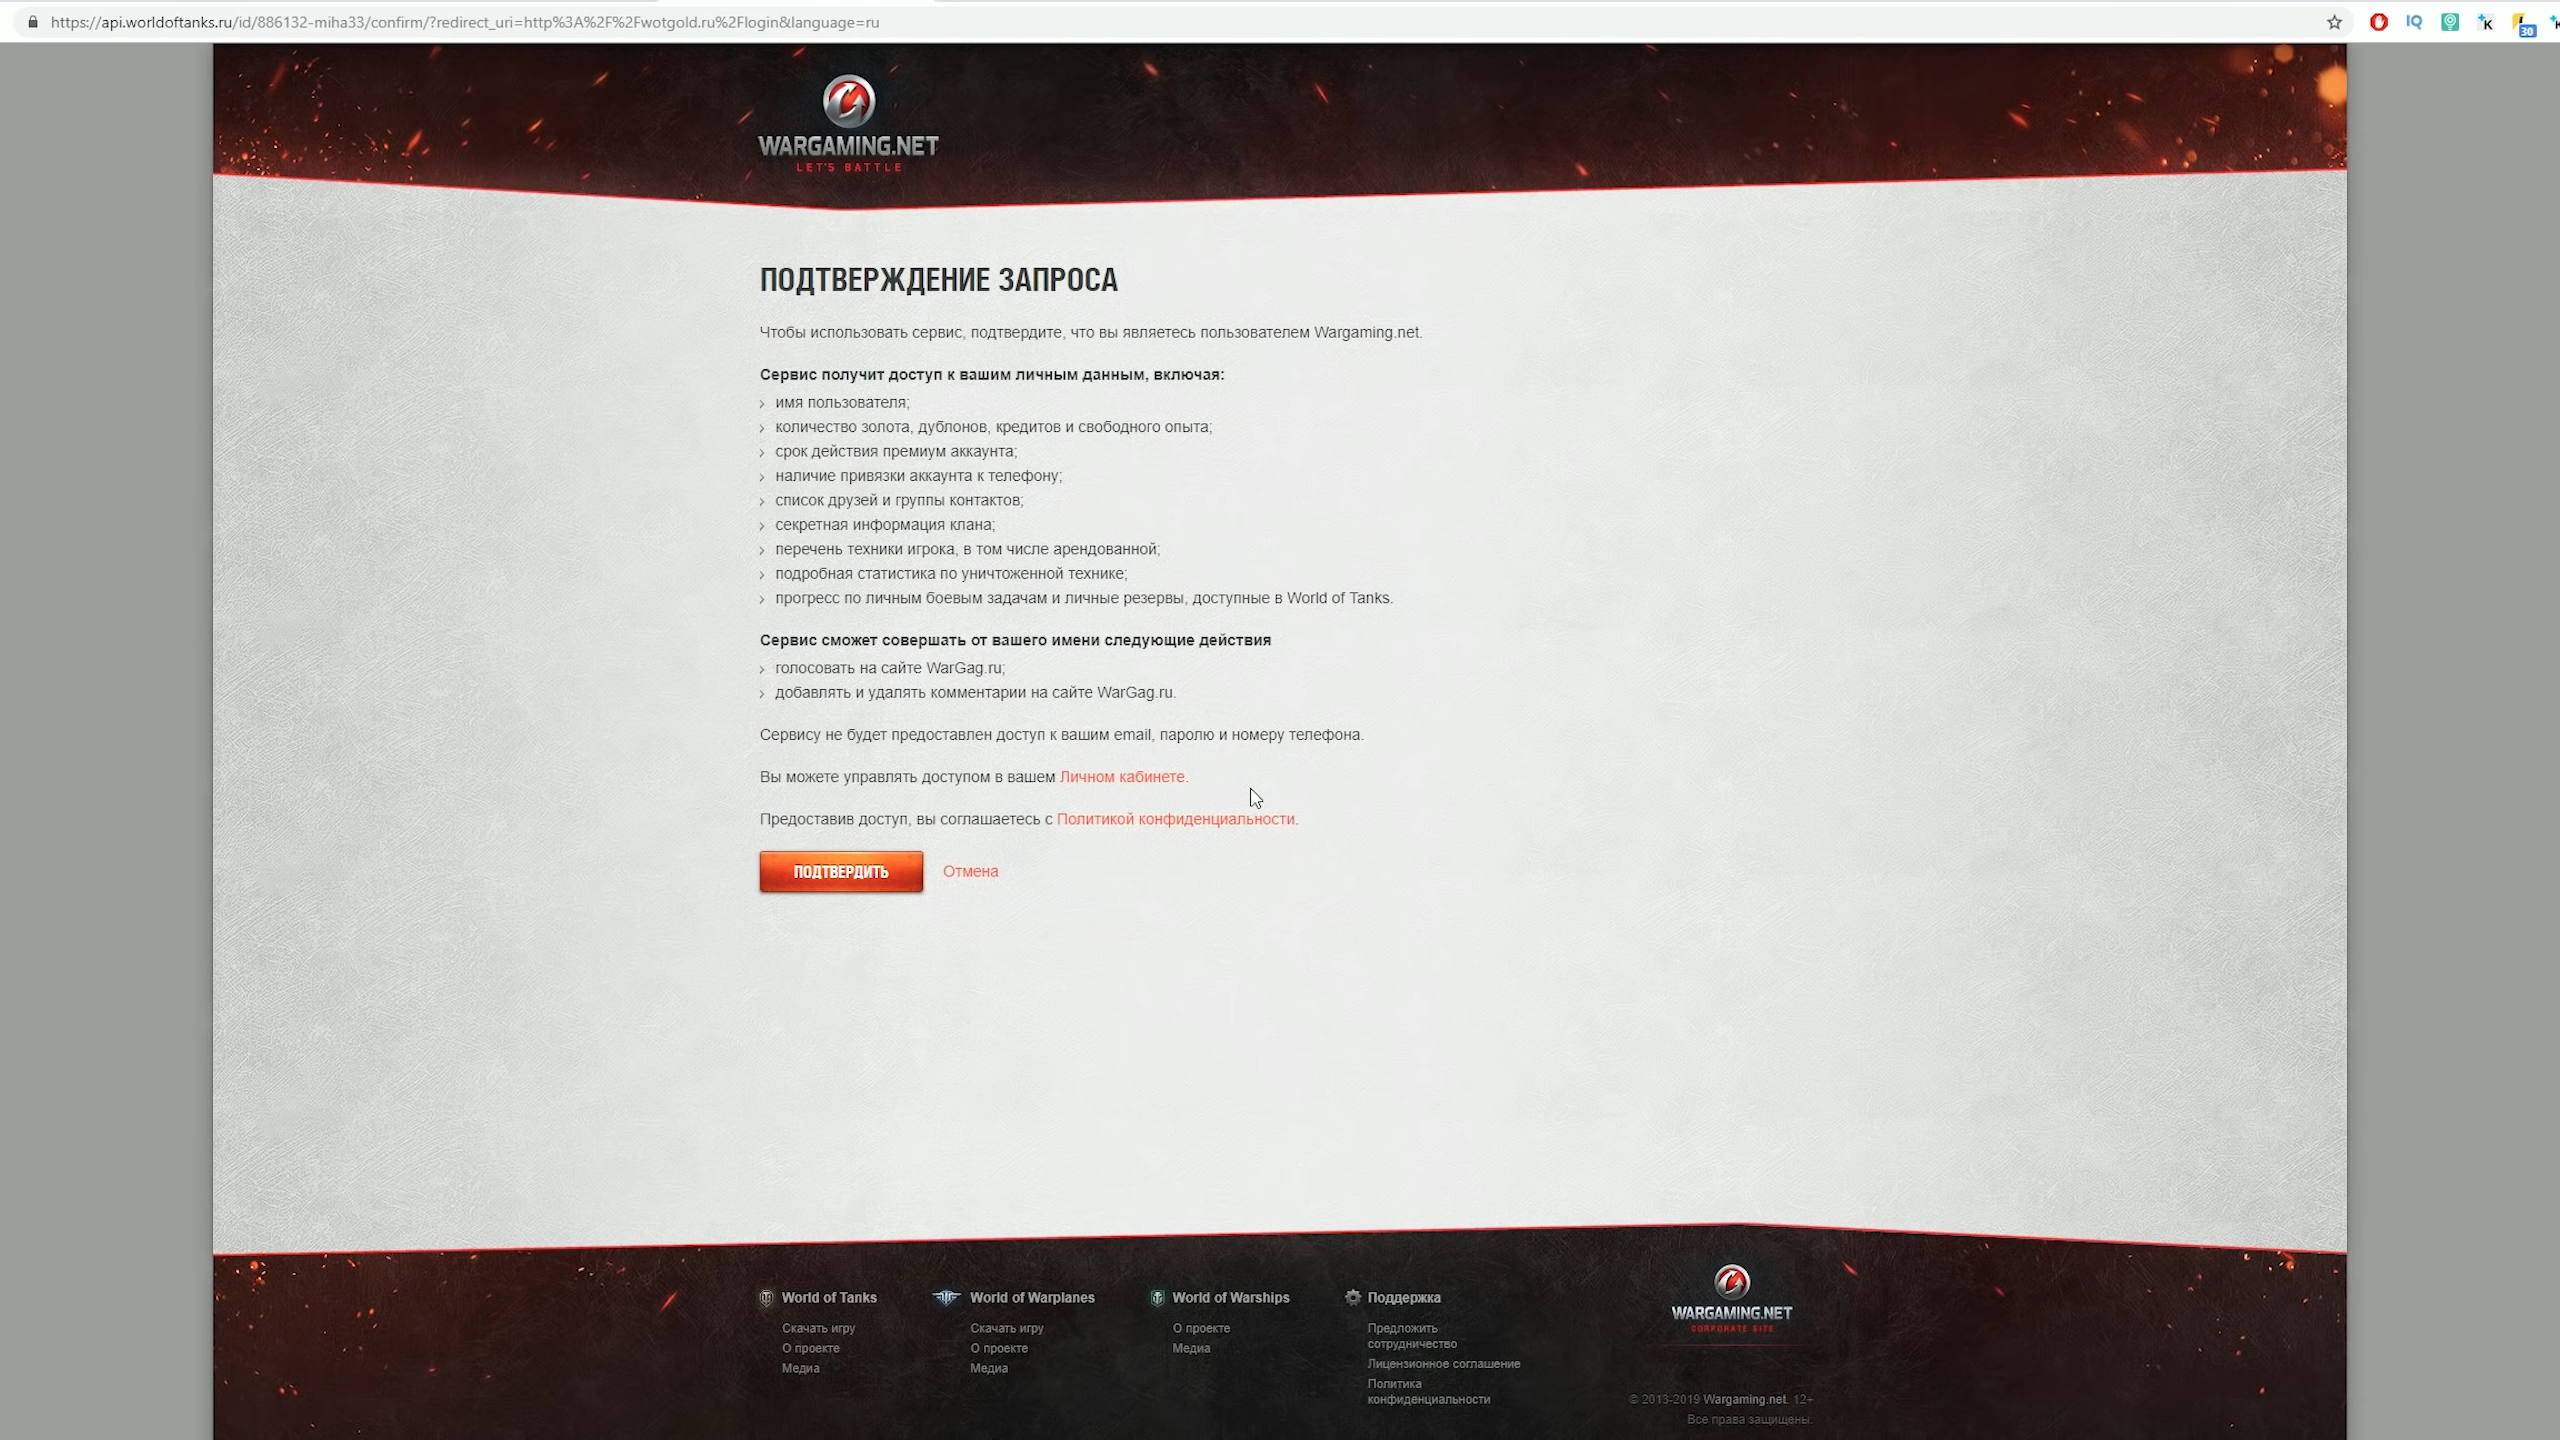 https://api.worldoftanks.ru/id/886132-miha33/confirm/?redirect_uri=http%3A%2F%2Fwotgold.ru%2Flogin&language=ru
IQ
K
30
WARGAMING.NET
LET'S BATTLE
ПОДТВЕРЖДЕНИЕ ЗАПРОСА
Чтобы использовать сервис, подтвердите, что вы являетесь пользователем Wargaming.net.
Сервис получит доступ к вашим личным данным, включая:
имя пользователя;
количество золота, дублонов, кредитов и свободного опыта;
срок действия премиум аккаунта;
наличие привязки аккаунта к телефону;
список друзей и группы контактов;
секретная информация клана;
перечень техники игрока, в том числе арендованной;
подробная статистика по уничтоженной технике;
прогресс по личным боевым задачам и личные резервы, доступные в World of Tanks.
Сервис сможет совершать от вашего имени следующие действия
голосовать на сайте WarGag.ru;
добавлять и удалять комментарии на сайте WarGag.ru.
Сервису не будет предоставлен доступ к вашим email, паролю и номеру телефона.
Вы можете управлять доступом в вашем Личном кабинете.
Предоставив доступ, вы соглашаетесь с Политикой конфиденциальности.
ПОДТВЕРДИТЬ Отмена
World of Tanks
Скачать игру
О проекте
Медиа
World of Warplanes
Скачать игру
О проекте
Медиа
World of Warships
О проекте
Медиа
Поддержка
Предложить
сотрудничество
Лицензионное соглашение
Политика
конфиденциальности
WARGAMING.NET
CORPORATE SITE
© 2013-2019 Wargaming.net. 12+
Все права защищены.